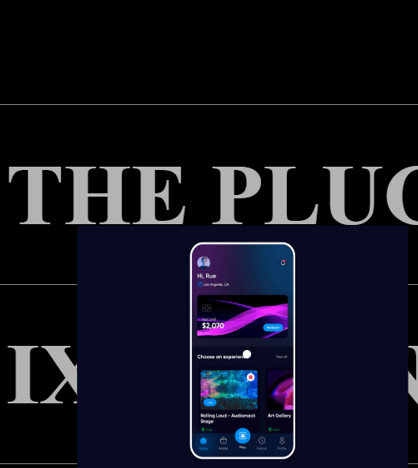 THE PLUG
IX
Hi, Rue
Los Angeles, CA
$2,070
Choose an experience
View All
Rolling Loud - Audiomack
Stage
Art Gallery
Free
Home
Wallet
Play
History
Profile